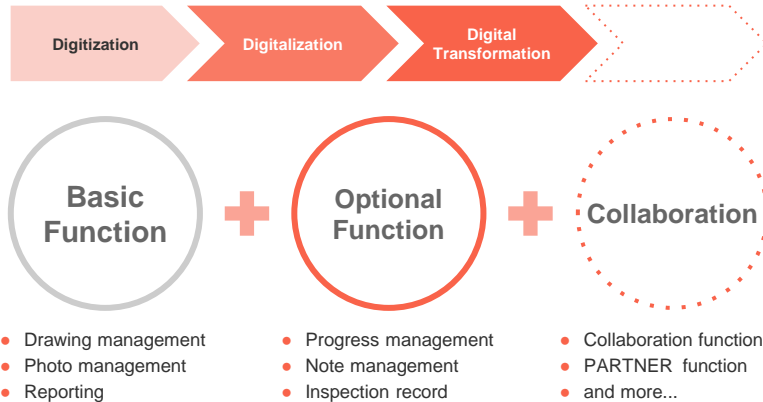 Digitization
Digitalization
Digital
Transformation
Basic
Function
Optional
Function
Collaboration
Drawing management
Photo management
Reporting
Progress management
Note management
Inspection record
Collaboration function
PARTNER function
and more...